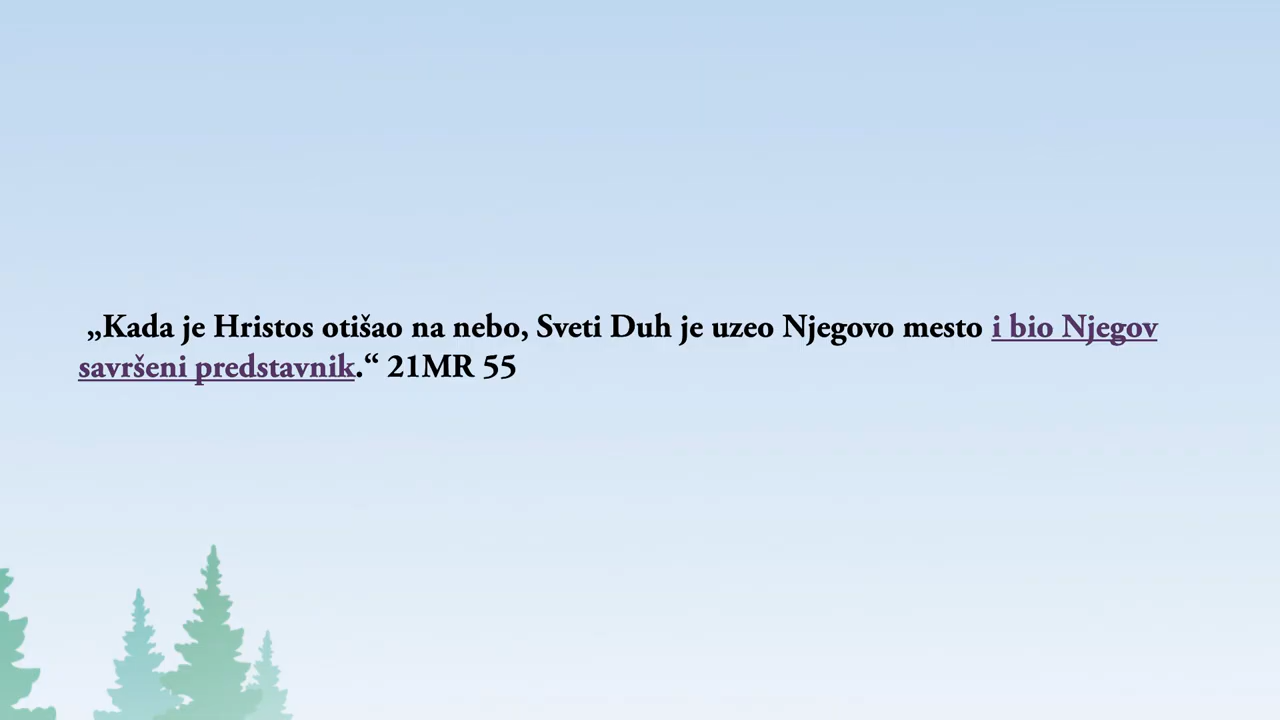 „Kada je Hristos otišao na nebo, Sveti Duh je uzeo Njegovo mesto i bio Njegov
savršeni predstavnik.“ 21MR 55